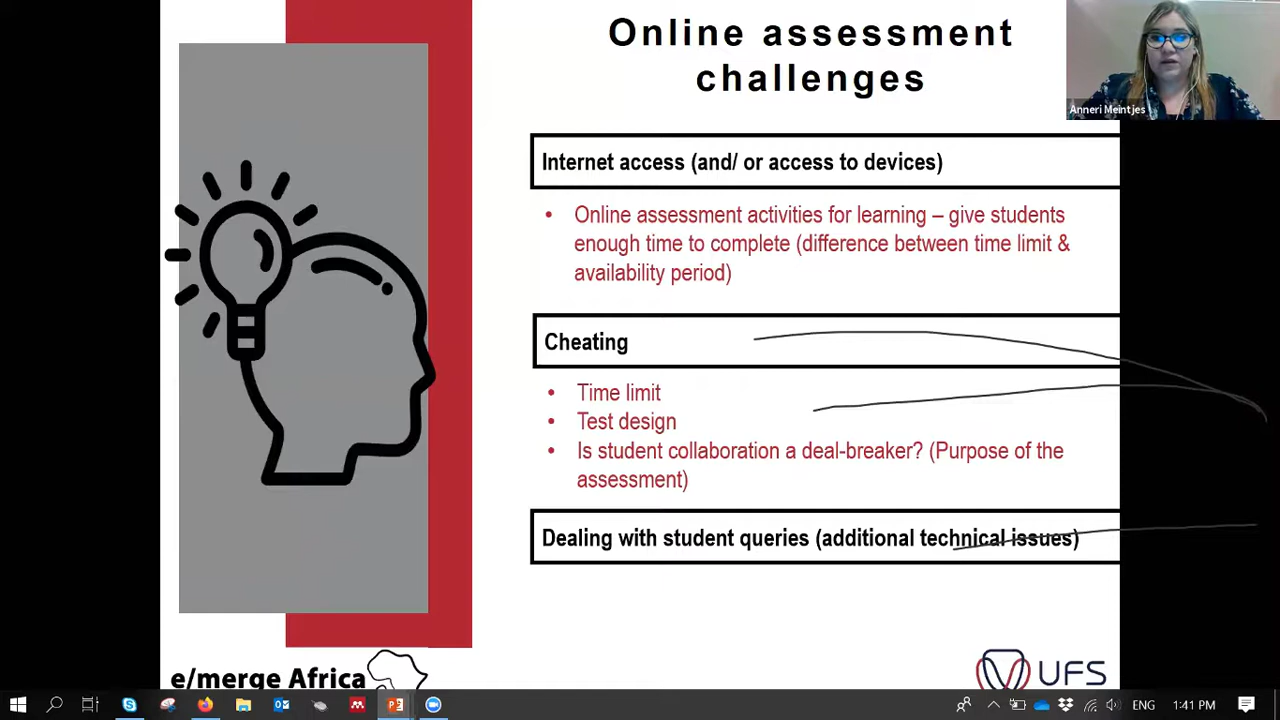 Online assessment
challenges
Anneri Meintjes
Internet access (and/ or access to devices)
• Online assessment activities for learning – give students
enough time to complete (difference between time limit &
availability period)
Cheating
• Time limit
• Test design
• Is student collaboration a deal-breaker? (Purpose of the
assessment)
Dealing with student queries (additional technical issues)
e/merge Africa
UFS
ENG
1:41 PM